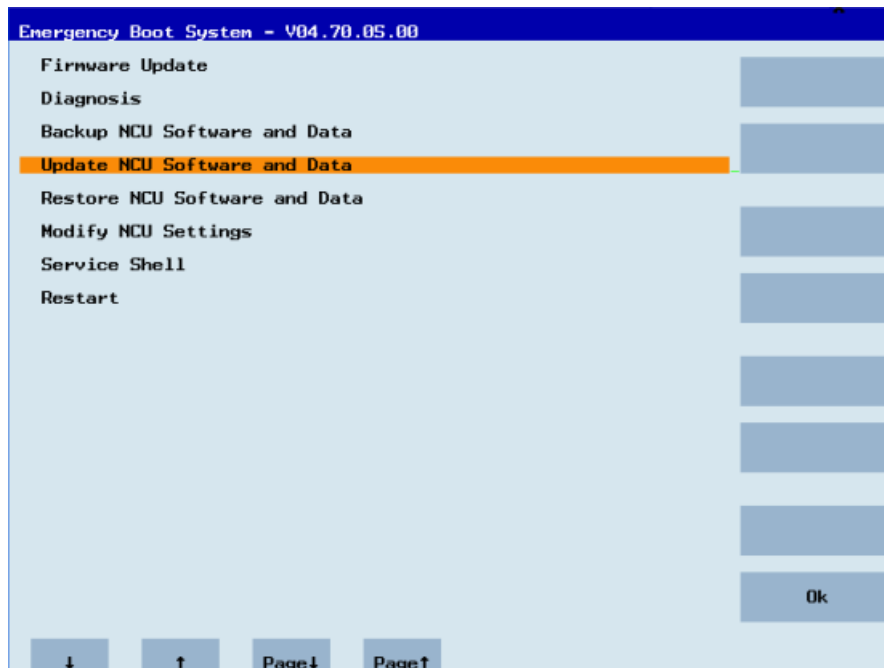 Emergency Boot System - V04.70.05.00
Firmware Update
Diagnosis
Backup NCU Software and Data
Update NCU Software and Data
Restore NCU Software and Data
Modify NCU Settings
Service Shell
Restart
Ok
↓ ↑ Page↓ Page↑